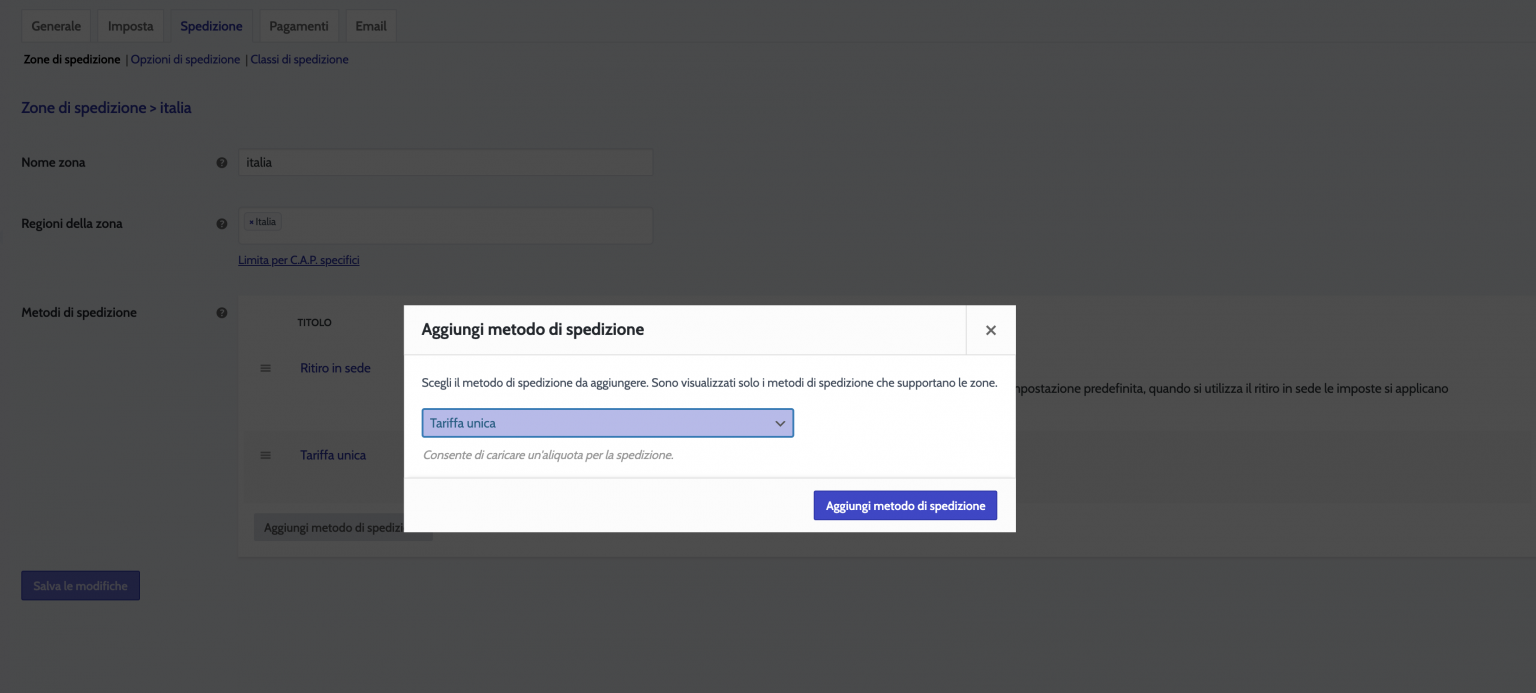 Generale Imposta Spedizione Pagamenti Email
Zone di spedizione | Opzioni di spedizione | Classi di spedizione
Zone di spedizione > italia
Nome zona italia
Regioni della zona × Italia
Limita per C.A.P. specifici
Metodi di spedizione
TITOLO
Aggiungi metodo di spedizione
Ritiro in sede
Scegli il metodo di spedizione da aggiungere. Sono visualizzati solo i metodi di spedizione che supportano le zone.
mpostazione predefinita, quando si utilizza il ritiro in sede le imposte si applicano
Tariffa unica
Tariffa unica
Consente di caricare un'aliquota per la spedizione.
Aggiungi metodo di spedizi
Aggiungi metodo di spedizione
Salva le modifiche